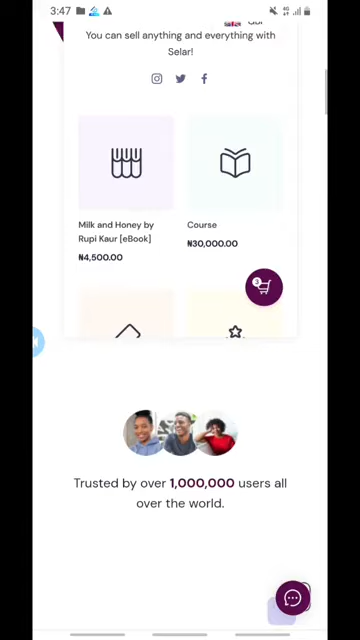 3:47
You can sell anything and everything with
Selar!
Milk and Honey by
Rupi Kaur [eBook]
₦4,500.00
Course
₦30,000.00
3
Trusted by over 1,000,000 users all
over the world.